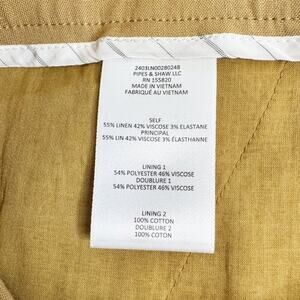 2403LN00280248
PIPES & SHAW LLC
RN 155820
MADE IN VIETNAM
FABRIQUÉ AU VIETNAM
SELF
55% LINEN 42% VISCOSE 3% ELASTANE
PRINCIPAL
55% LIN 42% VISCOSE 3% ÉLASTHANNE
LINING 1
54% POLYESTER 46% VISCOSE
DOUBLURE 1
54% POLYESTER 46% VISCOSE
LINING 2
100% COTTON
DOUBLURE 2
100% COTON